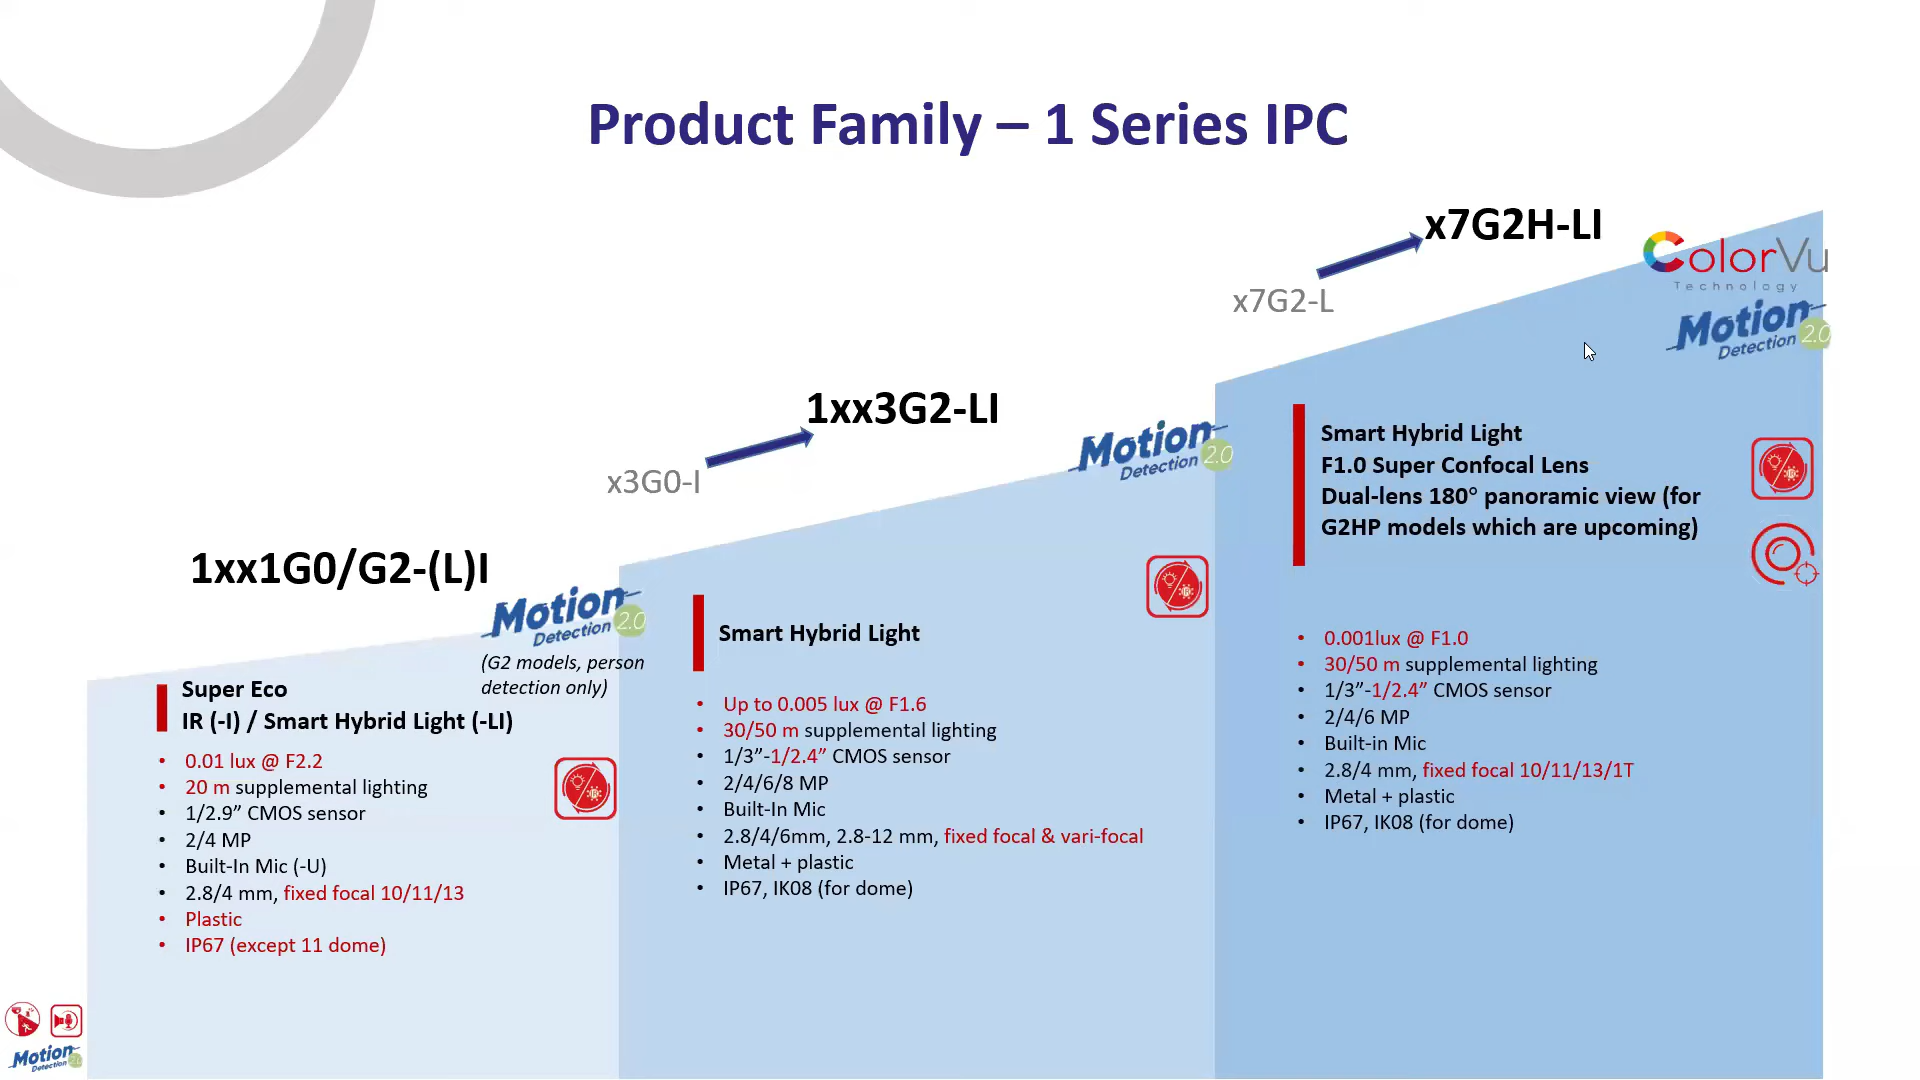 Product Family – 1 Series IPC
x7G2H-LI
x7G2-L
ColorVu
Technology
Motion
Detection 2.0
1xx3G2-LI
x3G0-I
Motion
Detection 2.0
1xx1G0/G2-(L)I
Motion
Detection 2.0
(G2 models, person
detection only)
Super Eco
IR (-I) / Smart Hybrid Light (-LI)
• 0.01 lux @ F2.2
• 20 m supplemental lighting
• 1/2.9” CMOS sensor
• 2/4 MP
• Built-In Mic (-U)
• 2.8/4 mm, fixed focal 10/11/13
• Plastic
• IP67 (except 11 dome)
Smart Hybrid Light
• Up to 0.005 lux @ F1.6
• 30/50 m supplemental lighting
• 1/3”-1/2.4” CMOS sensor
• 2/4/6/8 MP
• Built-In Mic
• 2.8/4/6mm, 2.8-12 mm, fixed focal & vari-focal
• Metal + plastic
• IP67, IK08 (for dome)
Smart Hybrid Light
F1.0 Super Confocal Lens
Dual-lens 180° panoramic view (for
G2HP models which are upcoming)
• 0.001lux @ F1.0
• 30/50 m supplemental lighting
• 1/3”-1/2.4” CMOS sensor
• 2/4/6 MP
• Built-in Mic
• 2.8/4 mm, fixed focal 10/11/13/1T
• Metal + plastic
• IP67, IK08 (for dome)
Motion
Detection 2.0